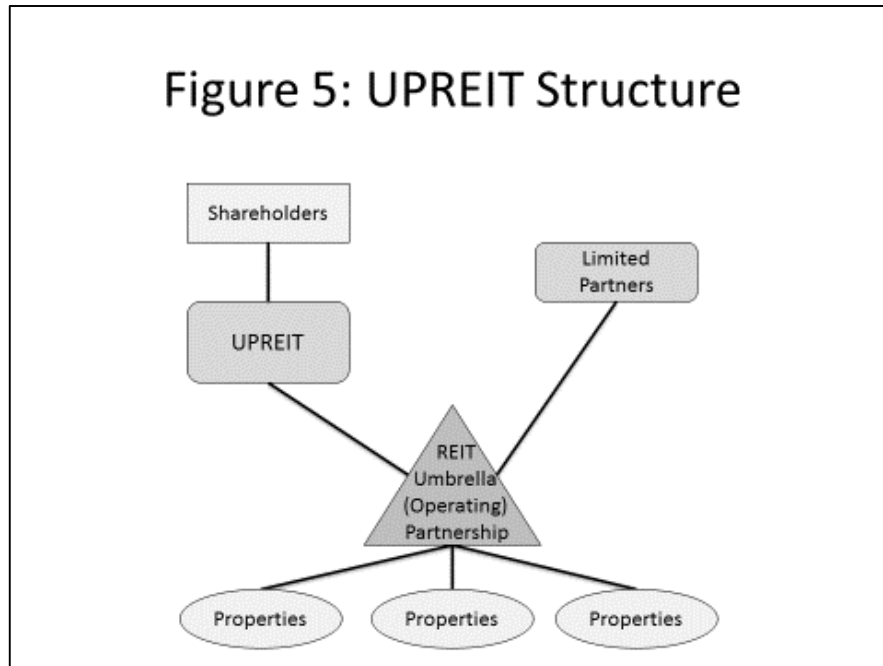 Figure 5: UPREIT Structure
Shareholders
Limited
Partners
UPREIT
REIT
Umbrella
(Operating)
Partnership
Properties
Properties
Properties